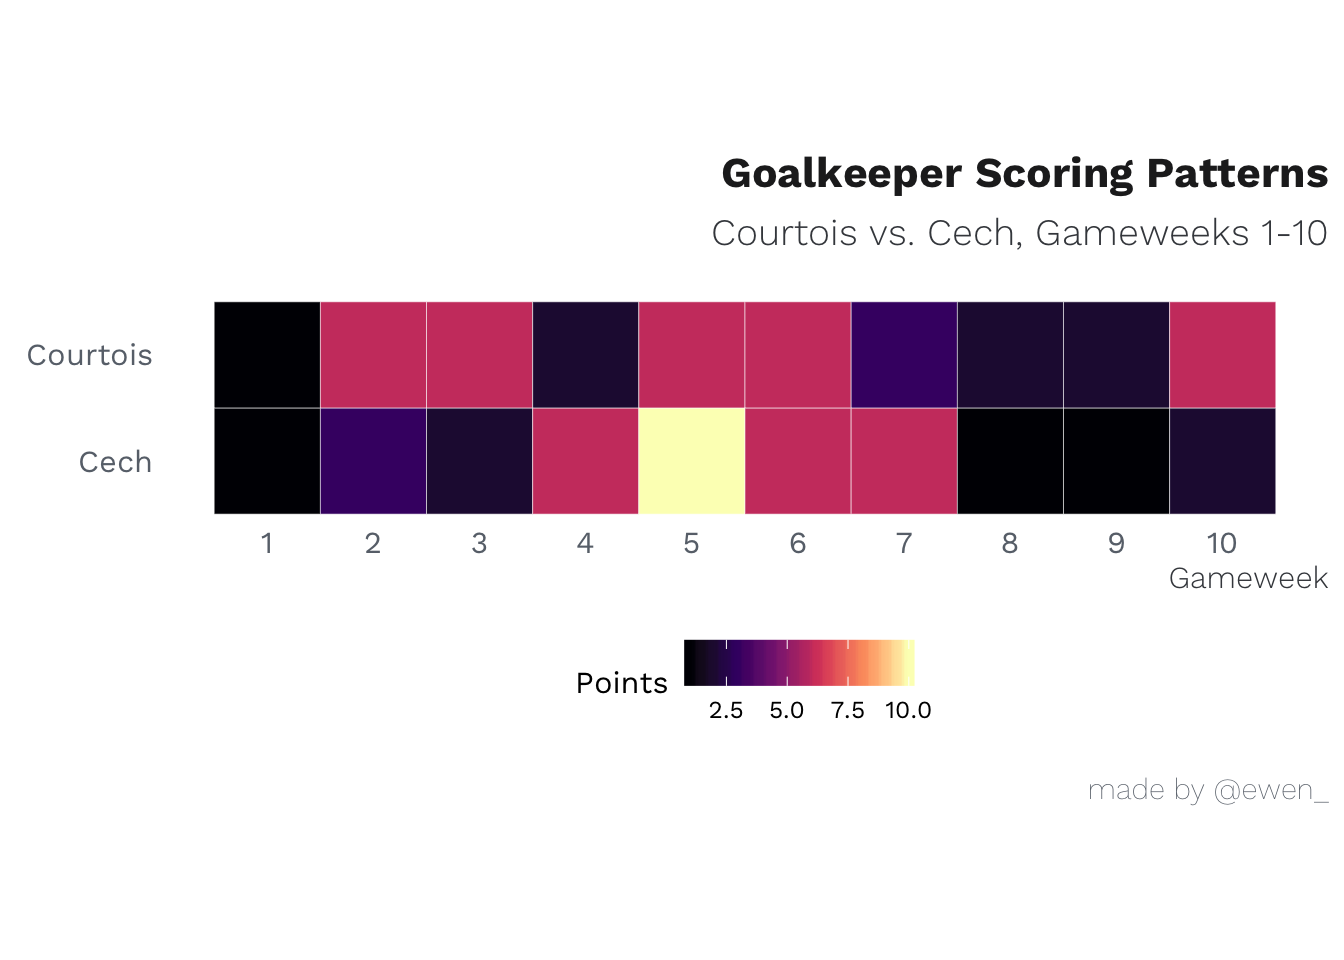 Goalkeeper Scoring Patterns
Courtois vs. Cech, Gameweeks 1-10
Courtois
Cech
1 2 3 4 5 6 7 8 9 10
Gameweek
Points
2.5 5.0 7.5 10.0
made by @ewen_